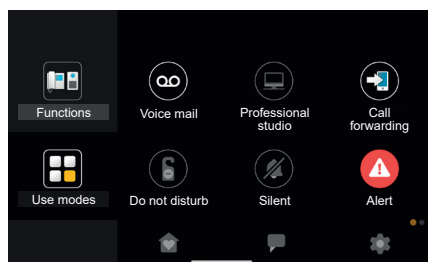 Functions
Voice mail
Professional
studio
Call
forwarding
Use modes
Do not disturb
Silent
Alert